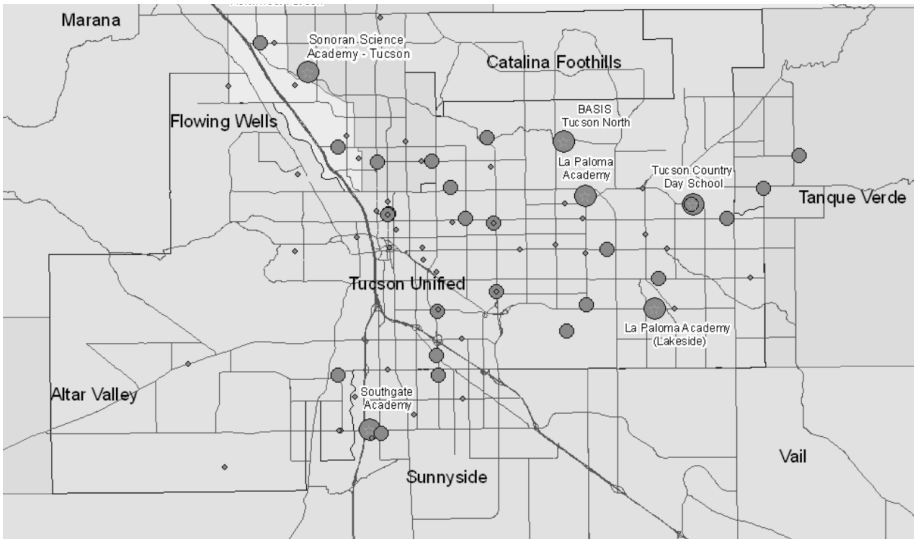 Marana
Sonoran Science
Academy - Tucson
Catalina Foothills
BASIS
Tucson North
Flowing Wells
La Paloma
Academy
Tucson Country
Day School
Tanque Verde
Tucson Unified
La Paloma Academy
(Lakeside)
Altar Valley
Southgate
Academy
Vail
Sunnyside